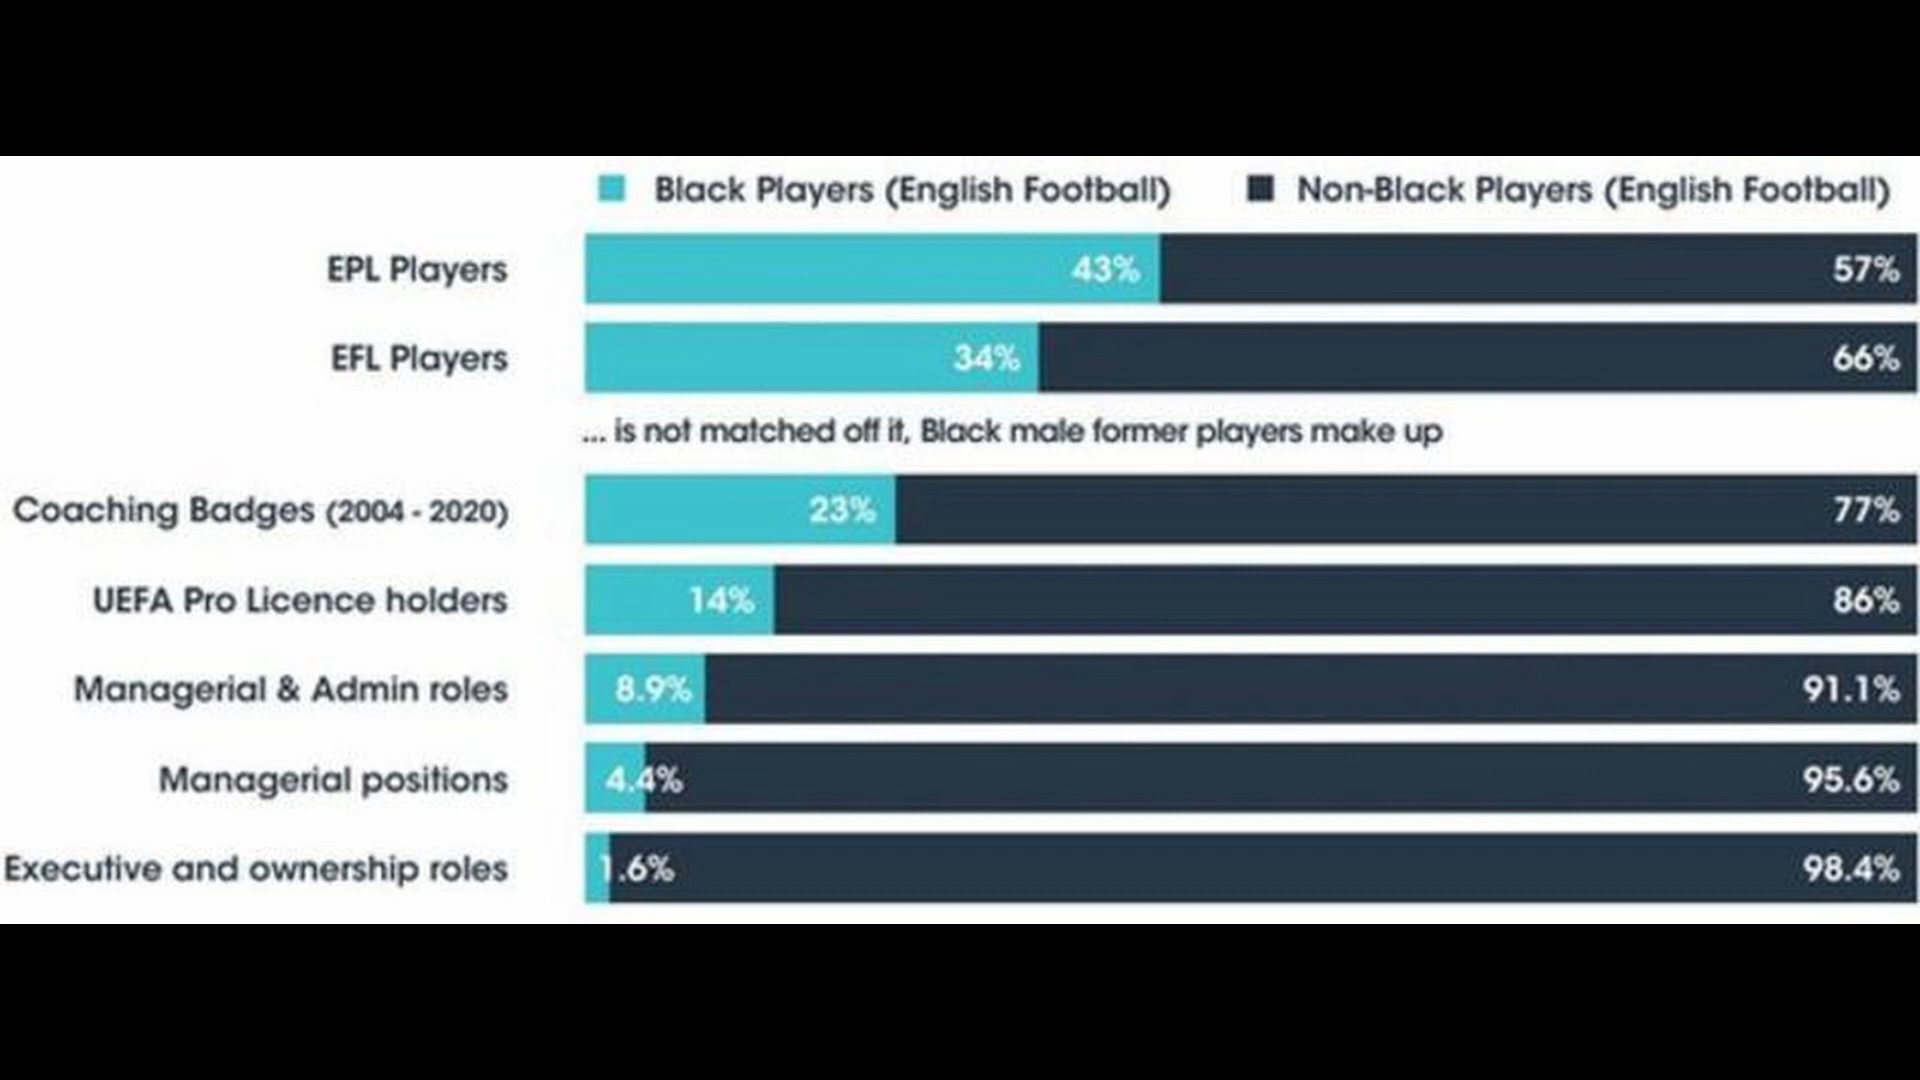 Black Players (English Football) Non-Black Players (English Football)
EPL Players 43% 57%
EFL Players 34% 66%
... is not matched off it, Black male former players make up
Coaching Badges (2004 - 2020) 23% 77%
UEFA Pro Licence holders 14% 86%
Managerial & Admin roles 8.9% 91.1%
Managerial positions 4.4% 95.6%
Executive and ownership roles 1.6% 98.4%